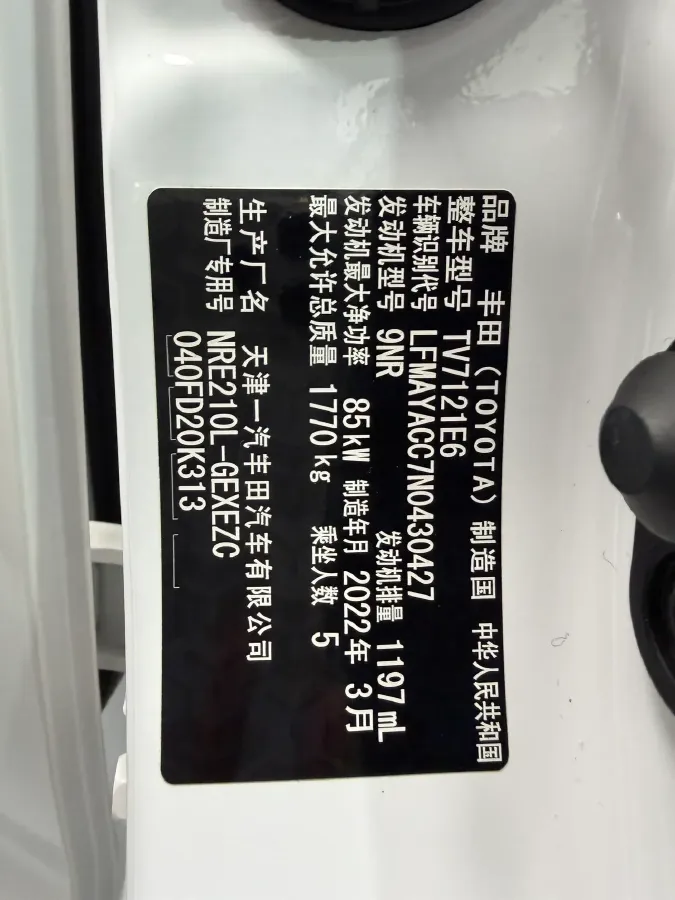 品牌 丰田(TOYOTA) 制造国 中华人民共和国
整车型号 TV7121E6
车辆识别代号 LFMAYACC7N0430427
发动机型号 9NR 发动机排量 1197mL
发动机最大净功率 85kW 制造年月 2022年 3月
最大允许总质量 1770kg 乘坐人数 5
生产厂名 天津一汽丰田汽车有限公司
制造厂专用号 NRE210L-GEXEZC
040FD20K313